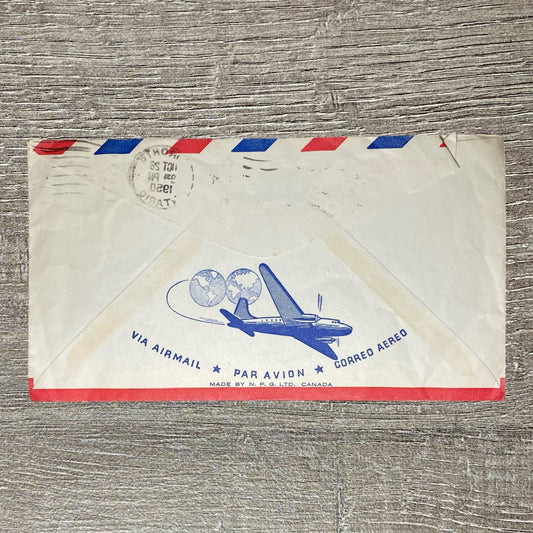 VIA AIRMAIL ★ PAR AVION ★ CORREO AEREO
MADE BY N. P. G. LTD. CANADA